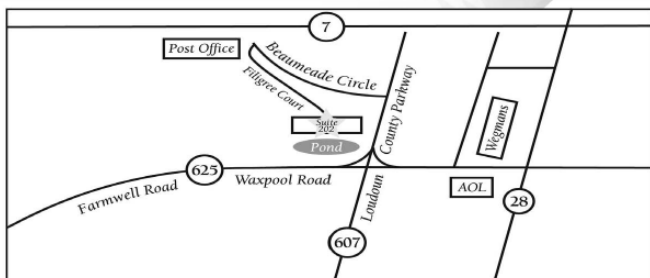 7
Post Office
Beaumeade Circle
Filigree Court
County Parkway
Suite
202
Pond
Wegmans
625
Waxpool Road
Farmwell Road
Loudoun
AOL
28
607